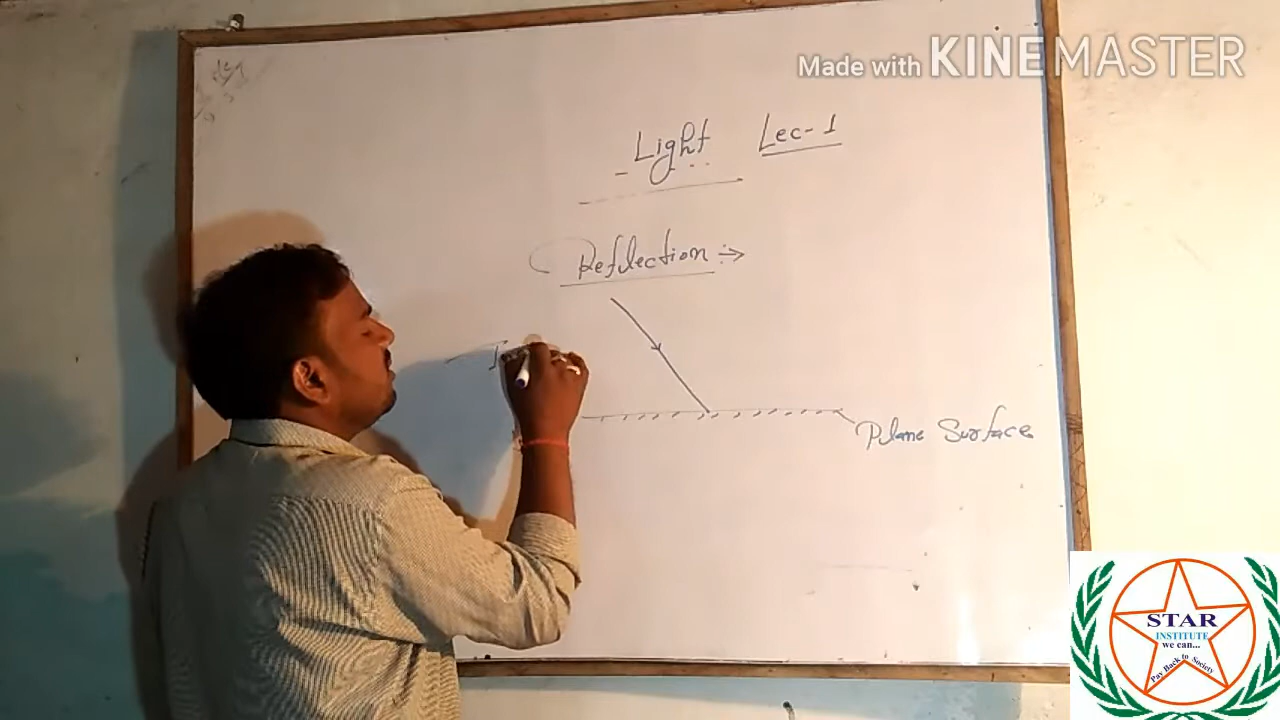 Made with KINEMASTER
Light Lec-1
Reflection
I
Plane Surface
STAR
INSTITUTE
we can...
Pay Back to Society